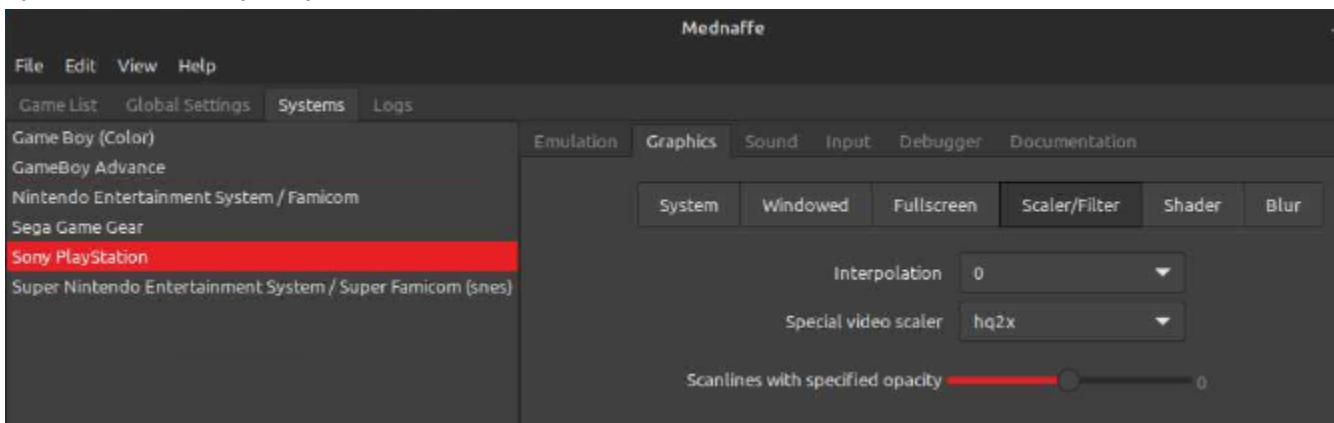 Mednaffe
File Edit View Help
Game List Global Settings Systems Logs
Game Boy (Color)
GameBoy Advance
Nintendo Entertainment System / Famicom
Sega Game Gear
Sony PlayStation
Super Nintendo Entertainment System / Super Famicom (snes)
Emulation Graphics Sound Input Debugger Documentation
System Windowed Fullscreen Scaler/Filter Shader Blur
Interpolation 0
Special video scaler hq2x
Scanlines with specified opacity 0